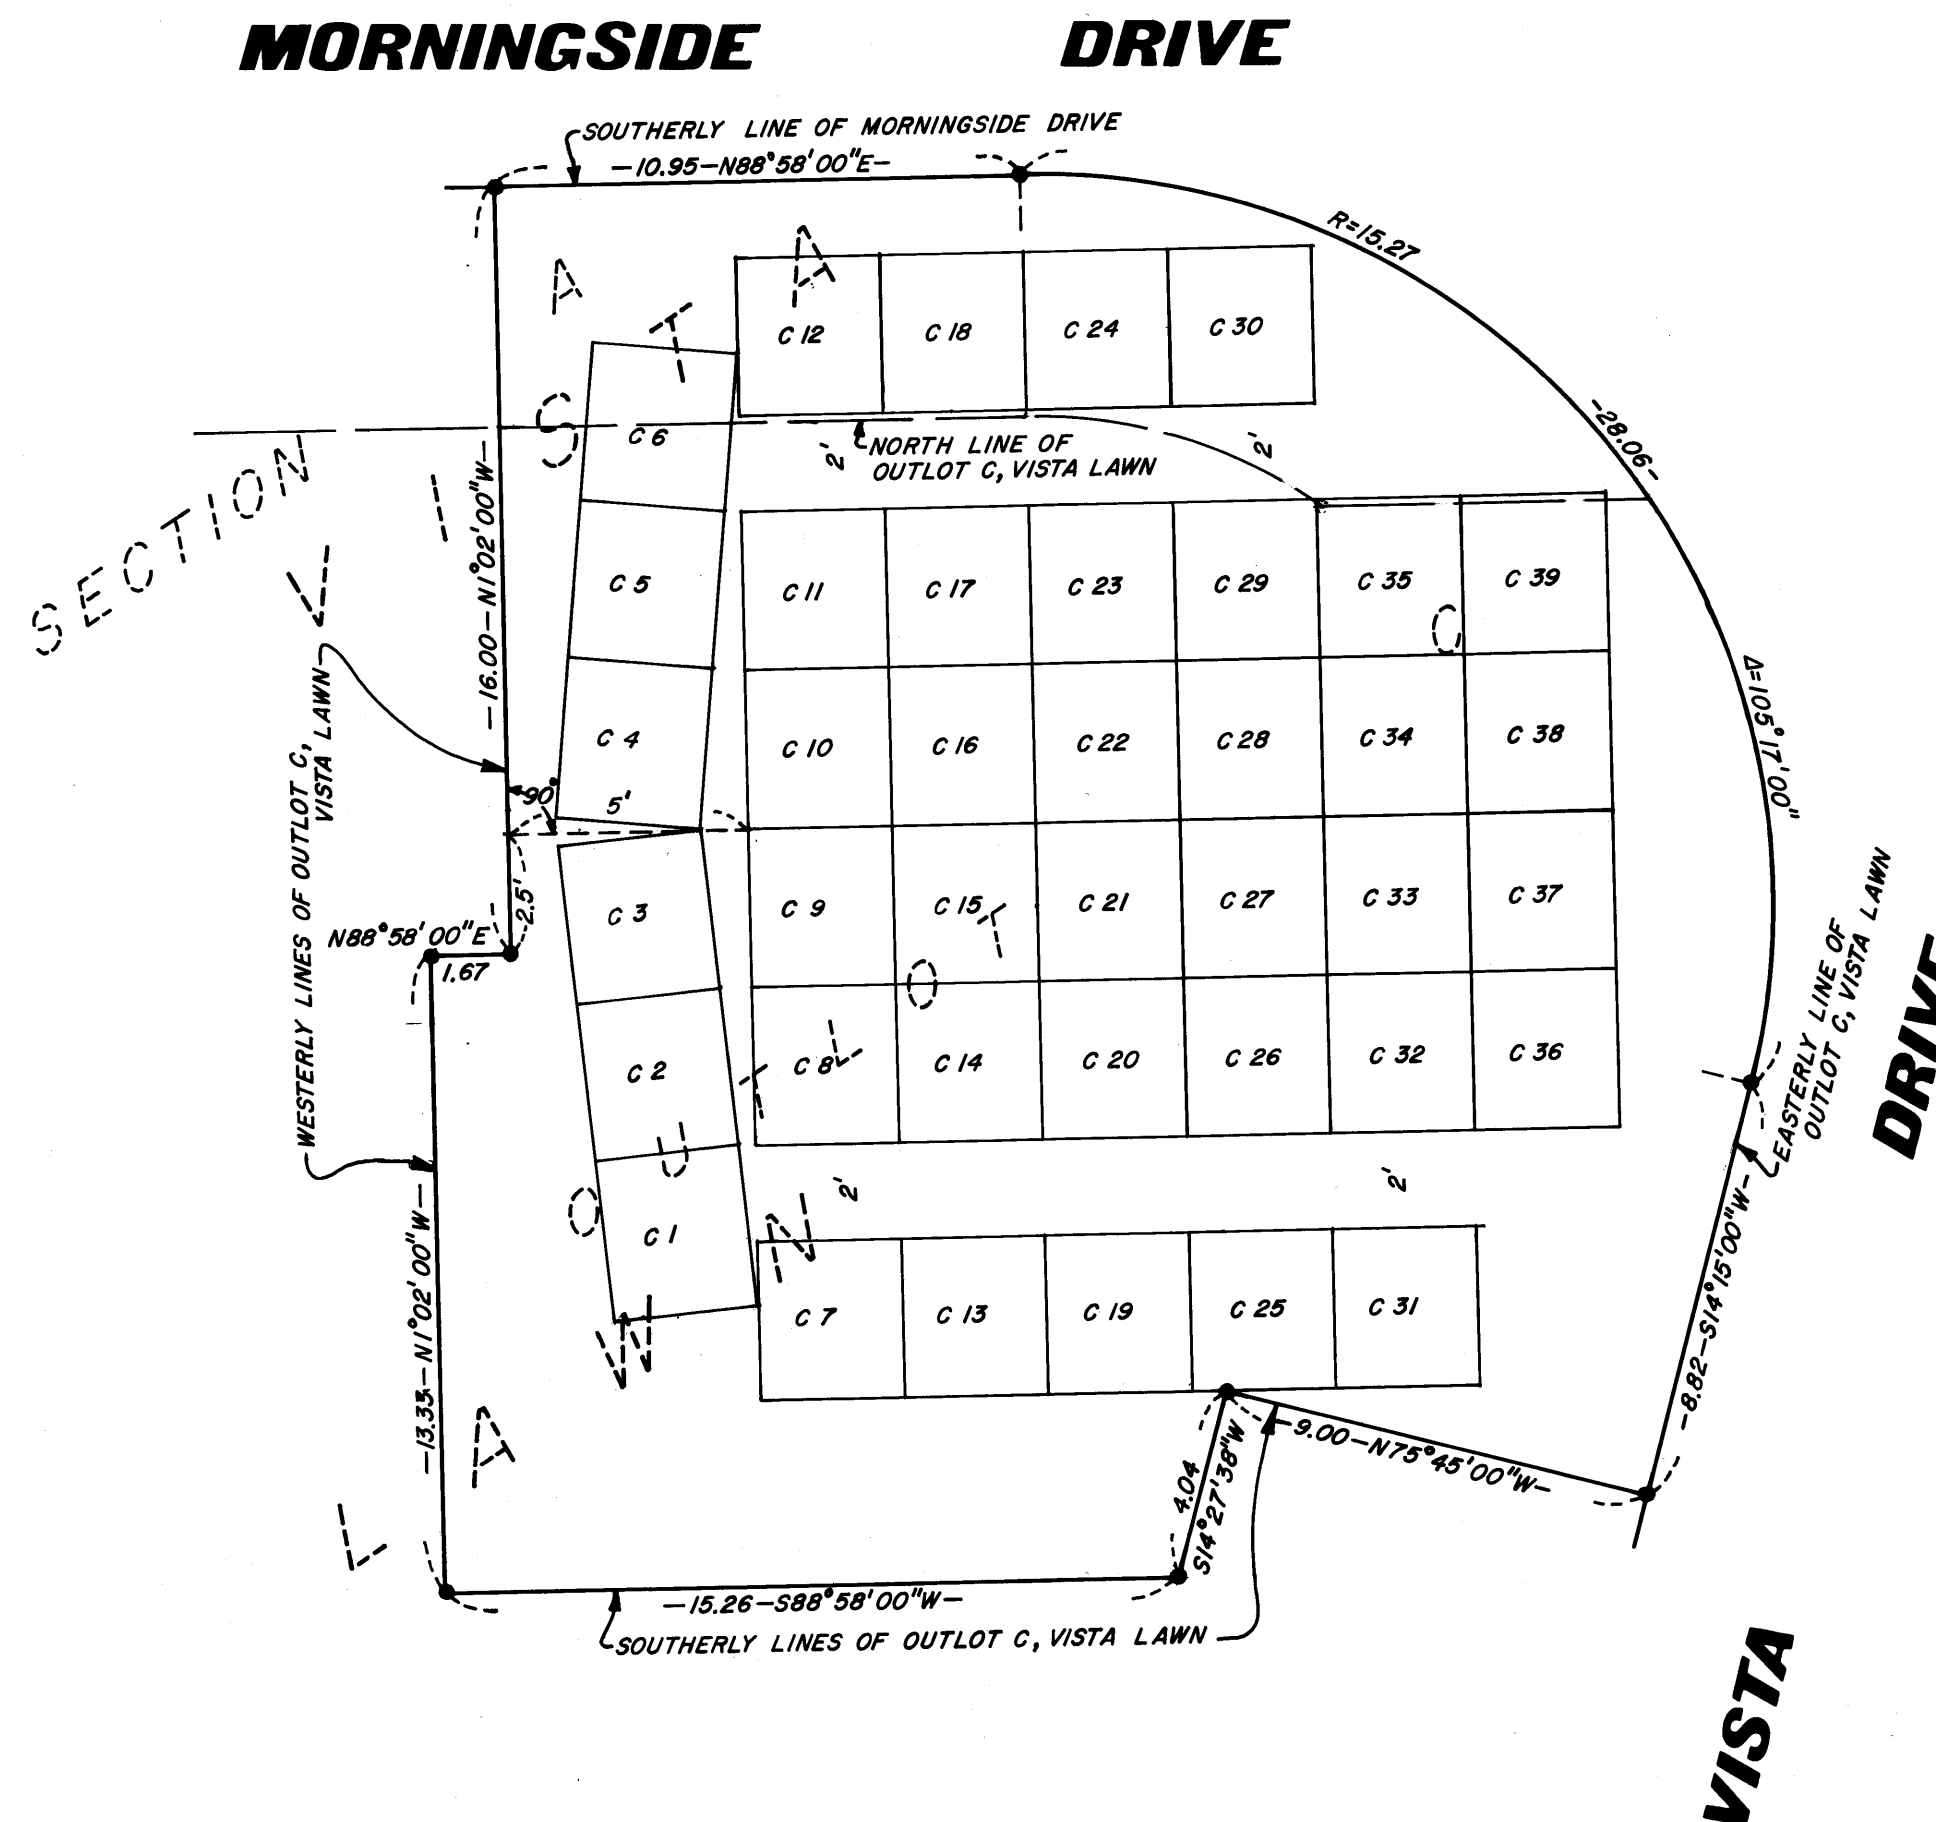 MORNINGSIDE DRIVE
SOUTHERLY LINE OF MORNINGSIDE DRIVE
—10.95—N88°58'00"E—
R=15.27
—28.06—
Δ=105°17'00"
C 12
C 18
C 24
C 30
C 6
2'
NORTH LINE OF
OUTLOT C, VISTA LAWN
2'
—16.00—N1°02'00"W—
SECTION
VISTA
LAWN
OUTLOT
C
A
C 5
C 11
C 17
C 23
C 29
C 35
C 39
C 4
C 10
C 16
C 22
C 28
C 34
C 38
90°
5'
2.5'
C 3
C 9
C 15
C 21
C 27
C 33
C 37
N88°58'00"E
1.67
WESTERLY LINES OF OUTLOT C,
VISTA LAWN
C 2
C 8
C 14
C 20
C 26
C 32
C 36
EASTERLY LINE OF
OUTLOT C, VISTA LAWN
2'
2'
C 1
C 7
C 13
C 19
C 25
C 31
—13.33—N1°02'00"W—
—8.82—S14°15'00"W—
—9.00—N75°45'00"W—
4.04
S14°27'38"W
—15.26—S88°58'00"W—
SOUTHERLY LINES OF OUTLOT C, VISTA LAWN
VISTA DRIVE